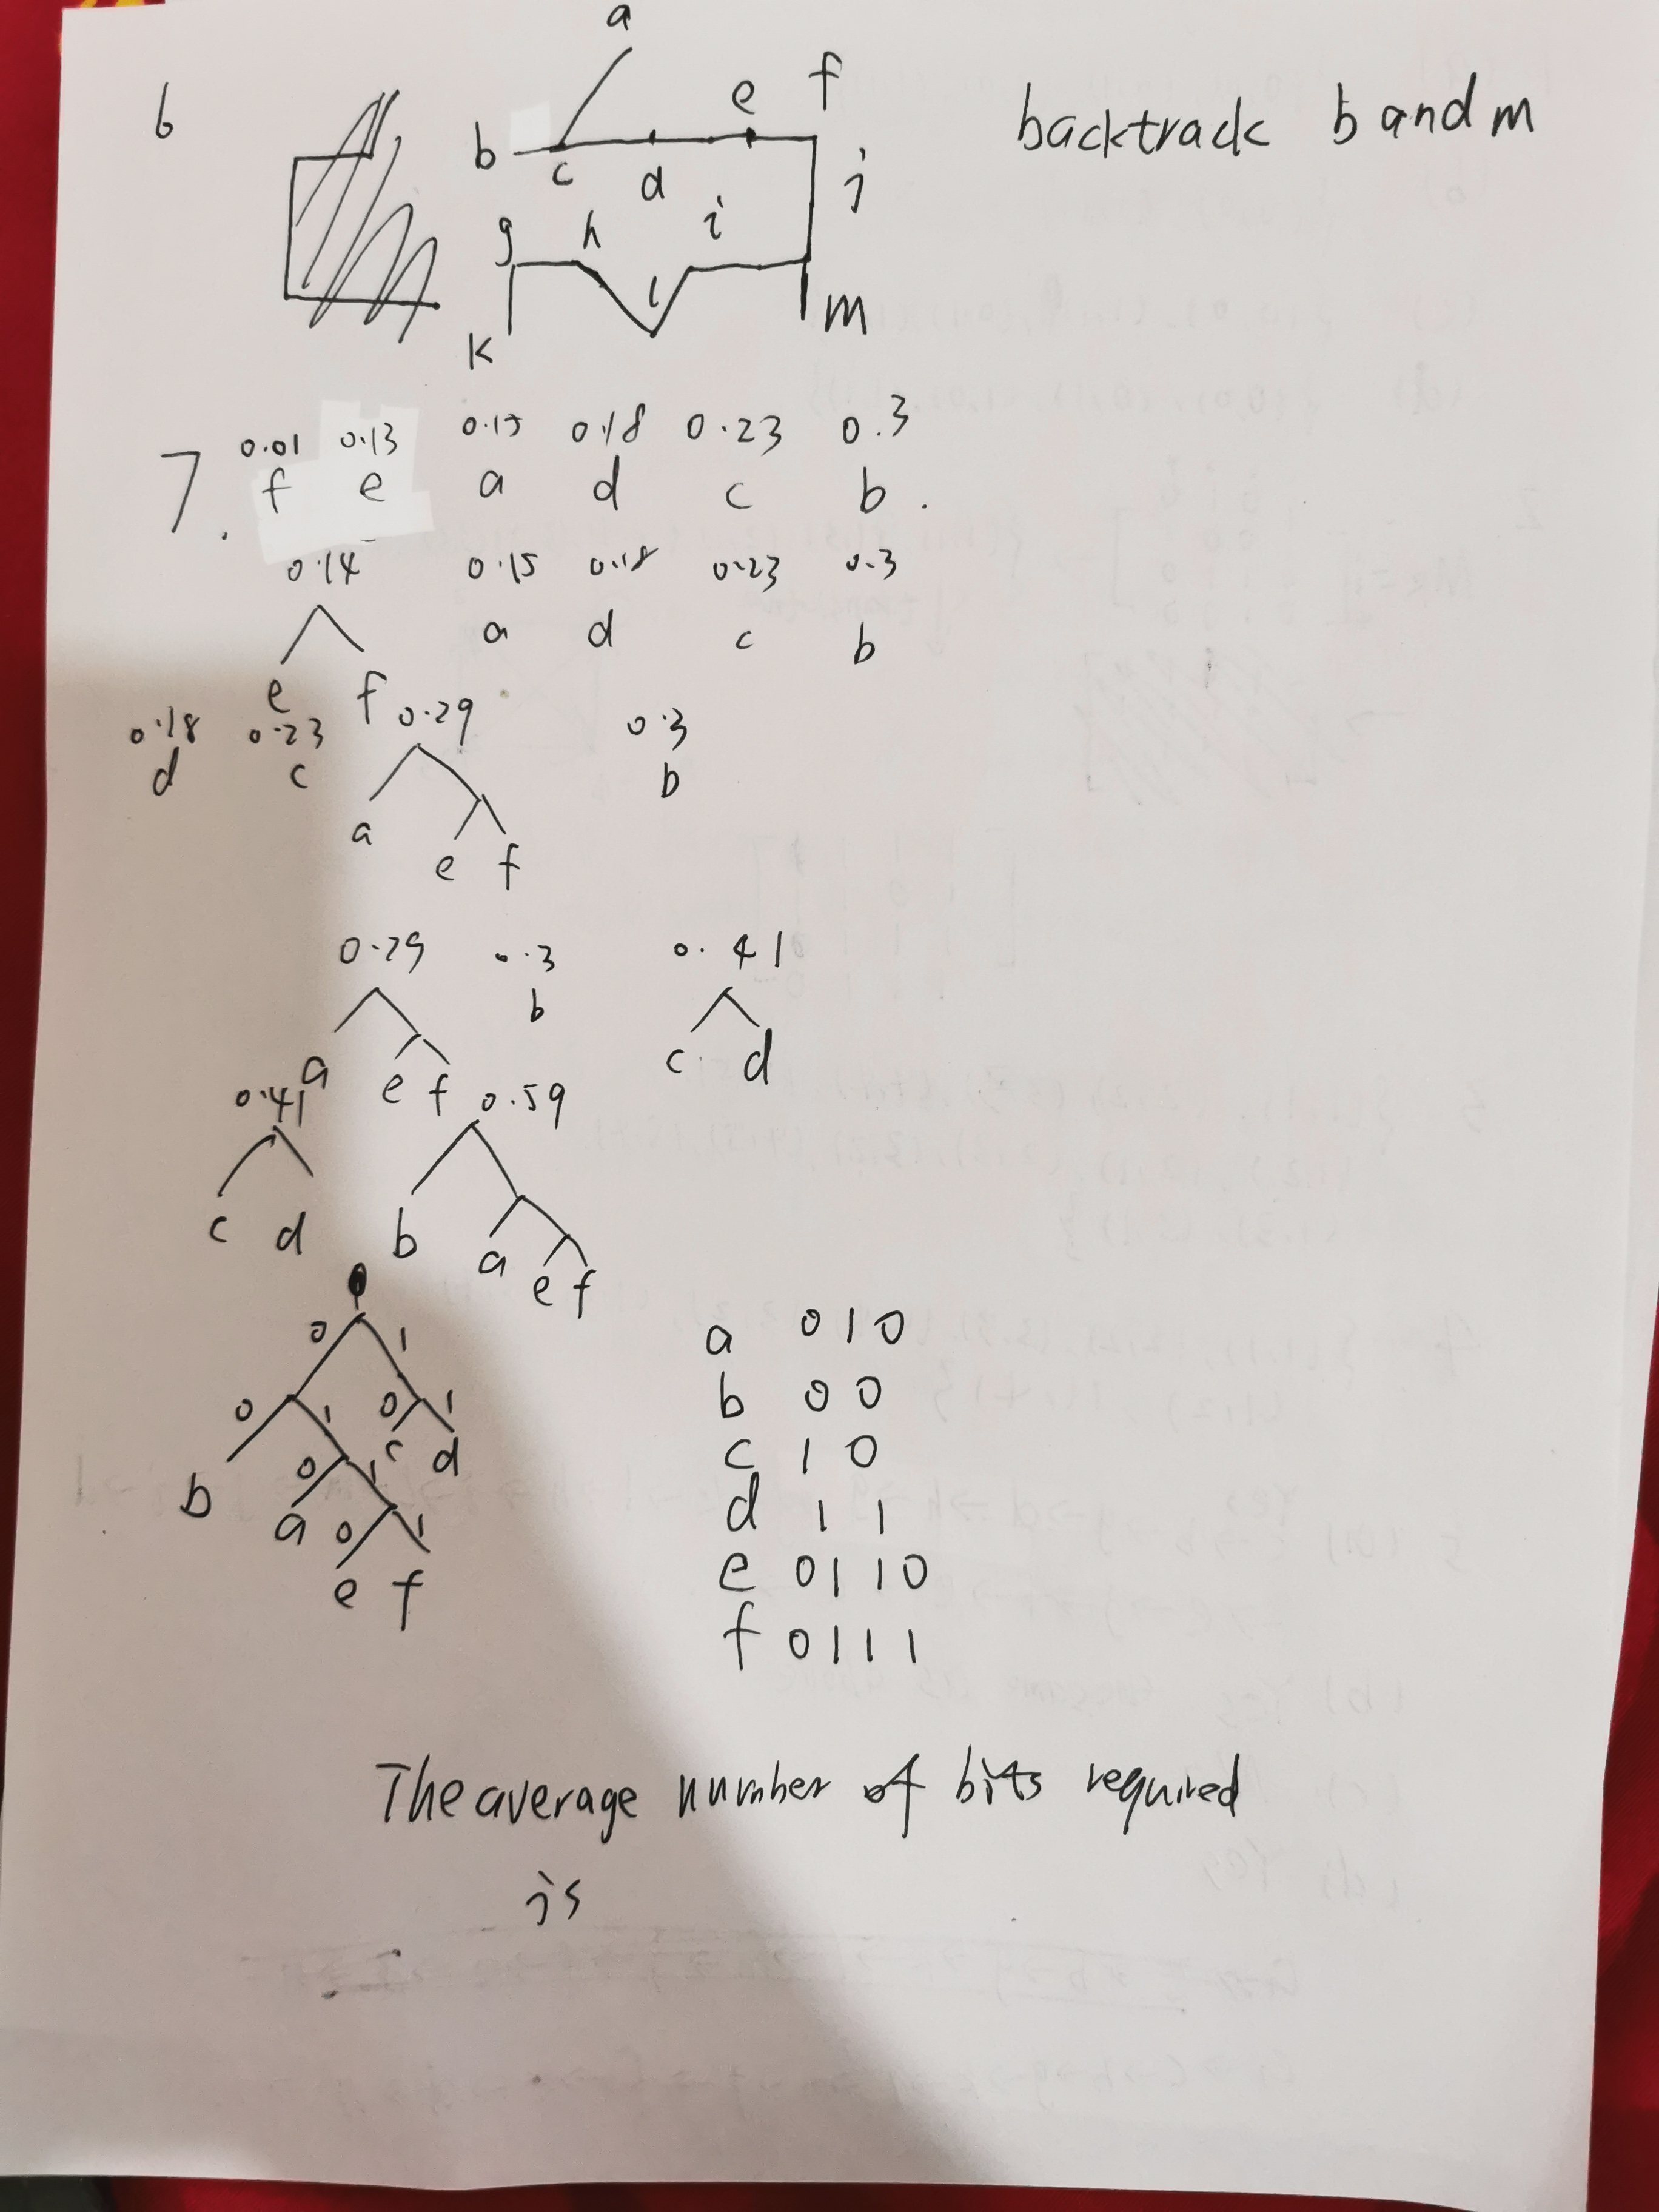 6
a
b c d e f
j
g h i
k l m
backtrack b and m
7. 0.01 0.13 0.15 0.18 0.23 0.3
f e a d c b .
0.14 0.15 0.18 0.23 0.3
a d c b
e f
0.18 0.23 0.29 0.3
d c b
a
e f
0.29 0.3 0.41
b
a e f c d
0.41 0.59
c d b a e f
0 1
0 1 0 1
b 0 1 c d
a 0 1
e f
a 010
b 00
c 10
d 11
e 0110
f 0111
The average number of bits required
is